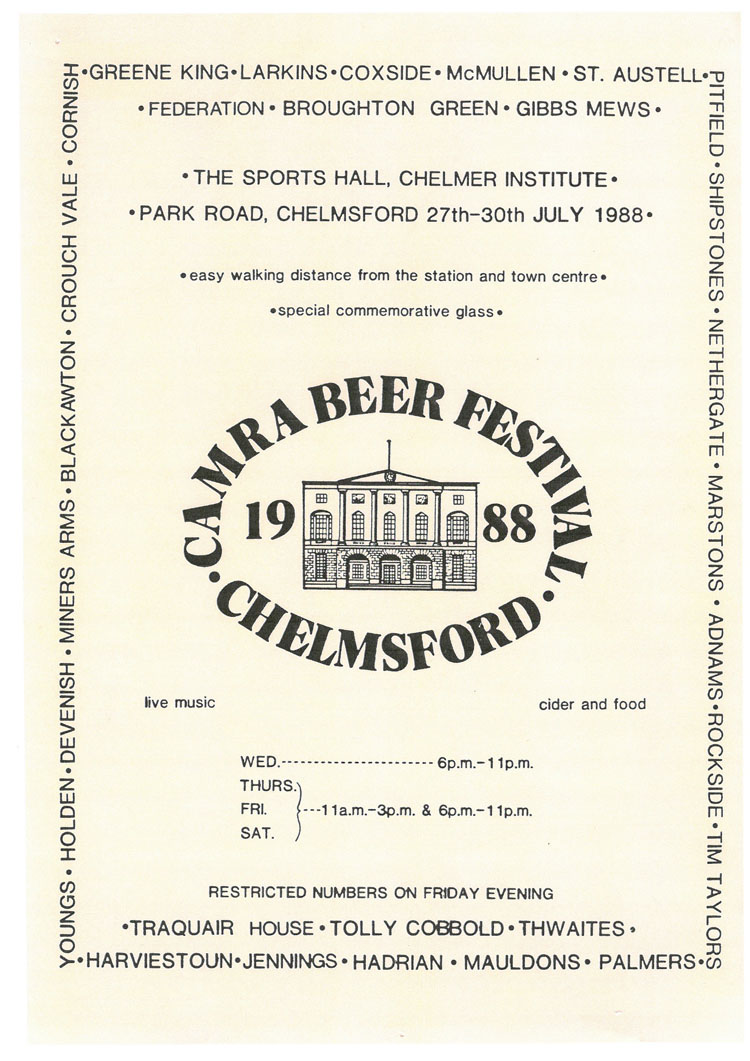 •GREENE KING•LARKINS•COXSIDE•McMULLEN•ST. AUSTELL•
•FEDERATION•BROUGHTON GREEN•GIBBS MEWS•
PITFIELD•SHIPSTONES•NETHERGATE•MARSTONS•ADNAMS•ROCKSIDE•TIM TAYLORS
YOUNGS•HOLDEN•DEVENISH•MINERS ARMS•BLACKAWTON•CROUCH VALE•CORNISH
•THE SPORTS HALL, CHELMER INSTITUTE•
•PARK ROAD, CHELMSFORD 27th-30th JULY 1988•
•easy walking distance from the station and town centre•
•special commemorative glass•
CAMRA BEER FESTIVAL
1988
•CHELMSFORD•
live music
cider and food
WED.----------------------6p.m.-11p.m.
THURS.
FRI. ---11a.m.-3p.m. & 6p.m.-11p.m.
SAT.
RESTRICTED NUMBERS ON FRIDAY EVENING
•TRAQUAIR HOUSE•TOLLY COBBOLD•THWAITES•
•HARVIESTOUN•JENNINGS•HADRIAN•MAULDONS•PALMERS•